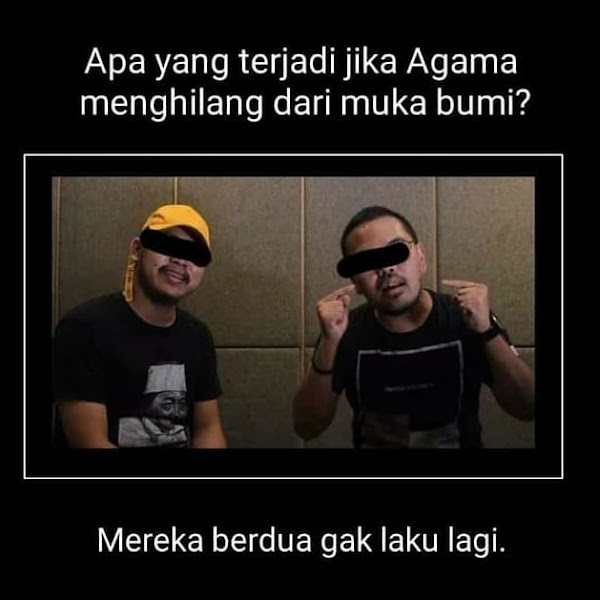 Apa yang terjadi jika Agama
menghilang dari muka bumi?
Mereka berdua gak laku lagi.